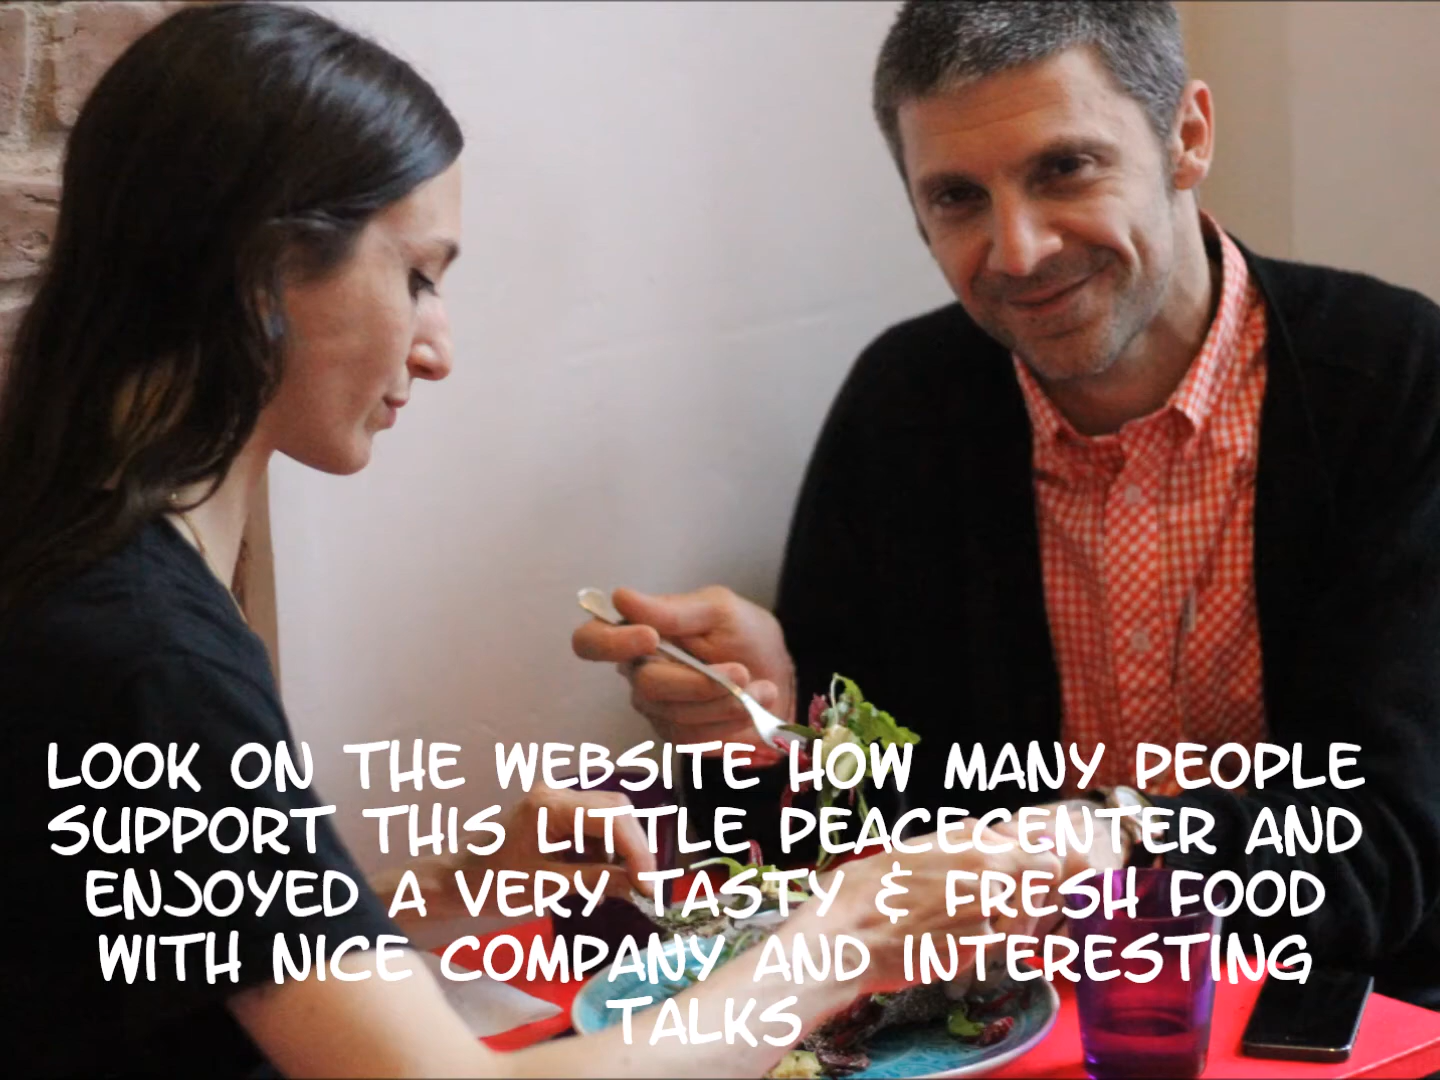 LOOK ON THE WEBSITE HOW MANY PEOPLE
SUPPORT THIS LITTLE PEACECENTER AND
ENJOYED A VERY TASTY & FRESH FOOD
WITH NICE COMPANY AND INTERESTING
TALKS